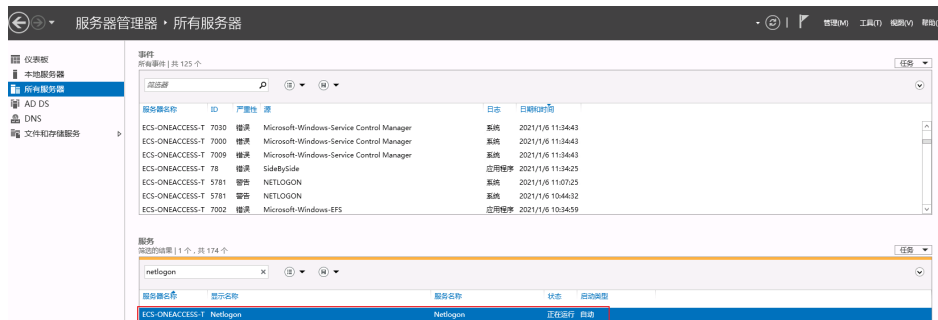 服务器管理器 · 所有服务器
管理(M) 工具(T) 视图(V) 帮助(
仪表板
本地服务器
所有服务器
AD DS
DNS
文件和存储服务
事件
所有事件 | 共 125 个
任务
筛选器
服务器名称 ID 严重性 源 日志 日期和时间
ECS-ONEACCESS-T 7030 错误 Microsoft-Windows-Service Control Manager 系统 2021/1/6 11:34:43
ECS-ONEACCESS-T 7000 错误 Microsoft-Windows-Service Control Manager 系统 2021/1/6 11:34:43
ECS-ONEACCESS-T 7009 错误 Microsoft-Windows-Service Control Manager 系统 2021/1/6 11:34:43
ECS-ONEACCESS-T 78 错误 SideBySide 应用程序 2021/1/6 11:34:25
ECS-ONEACCESS-T 5781 警告 NETLOGON 系统 2021/1/6 11:07:25
ECS-ONEACCESS-T 5781 警告 NETLOGON 系统 2021/1/6 10:44:32
ECS-ONEACCESS-T 7002 错误 Microsoft-Windows-EFS 应用程序 2021/1/6 10:34:59
服务
筛选的结果 | 1 个，共 174 个
任务
netlogon
服务器名称 显示名称 服务名称 状态 启动类型
ECS-ONEACCESS-T Netlogon Netlogon 正在运行 自动